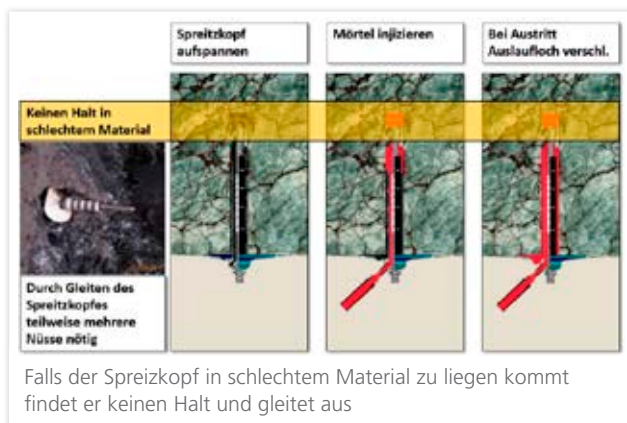 Spreitzkopf
aufspannen
Mörtel injizieren
Bei Austritt
Auslaufloch verschl.
Keinen Halt in
schlechtem Material
Durch Gleiten des
Spreitzkopfes
teilweise mehrere
Nüsse nötig
Falls der Spreizkopf in schlechtem Material zu liegen kommt
findet er keinen Halt und gleitet aus